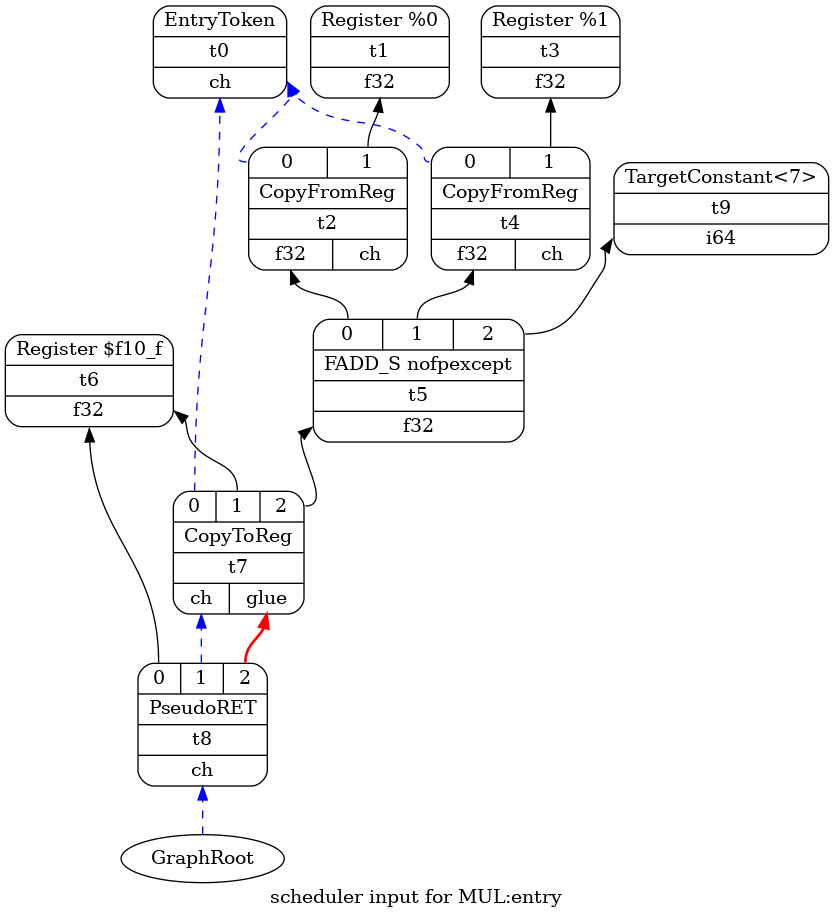 EntryToken
t0
ch
Register %0
t1
f32
Register %1
t3
f32
0 1
CopyFromReg
t2
f32 ch
0 1
CopyFromReg
t4
f32 ch
TargetConstant<7>
t9
i64
0 1 2
FADD_S nofpexcept
t5
f32
Register $f10_f
t6
f32
0 1 2
CopyToReg
t7
ch glue
0 1 2
PseudoRET
t8
ch
GraphRoot
scheduler input for MUL:entry